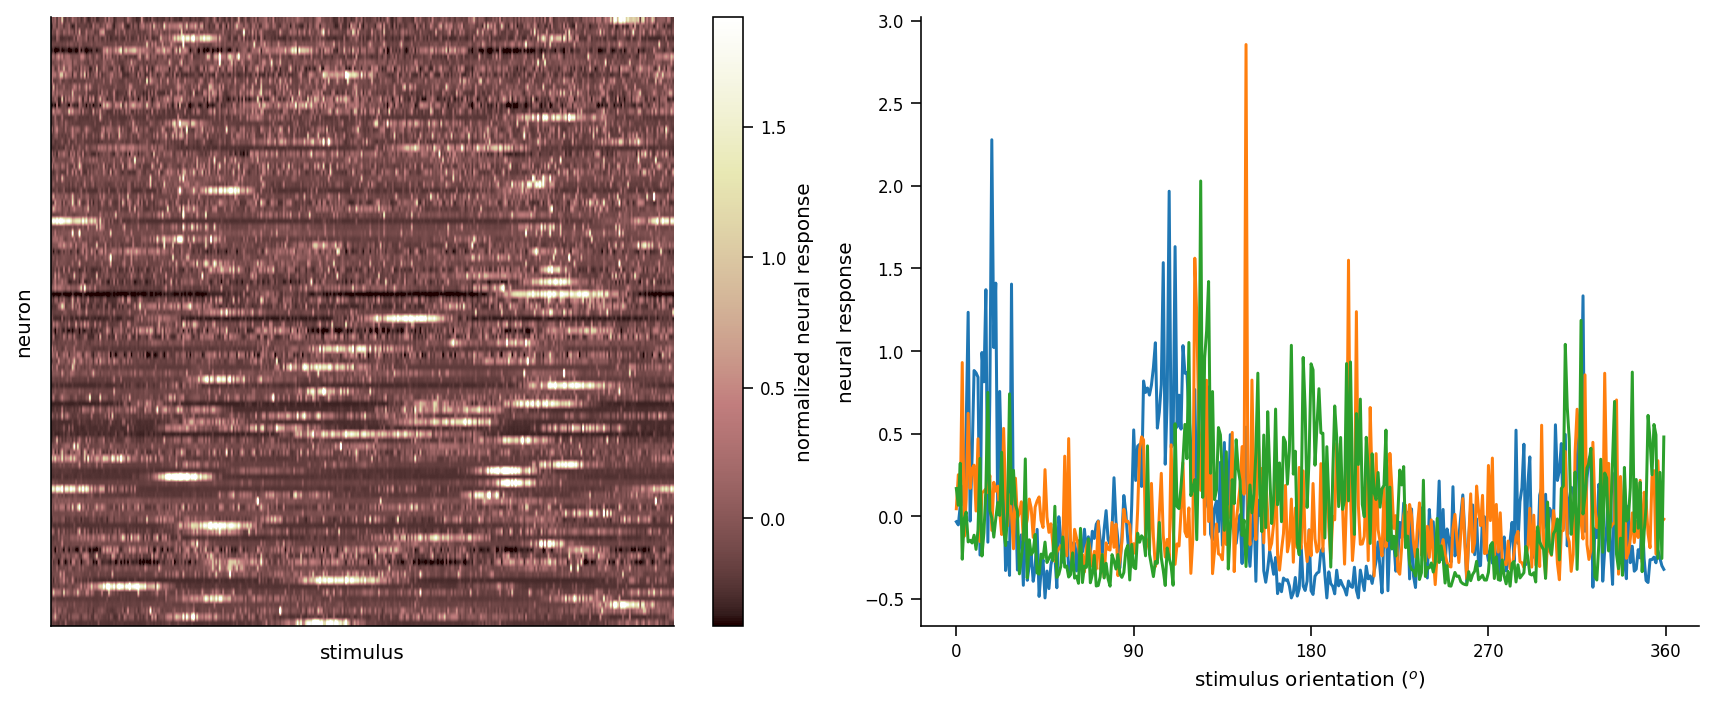 neuron
stimulus
1.5
1.0
0.5
0.0
normalized neural response
3.0
2.5
2.0
1.5
1.0
0.5
0.0
−0.5
neural response
0 90 180 270 360
stimulus orientation (º)